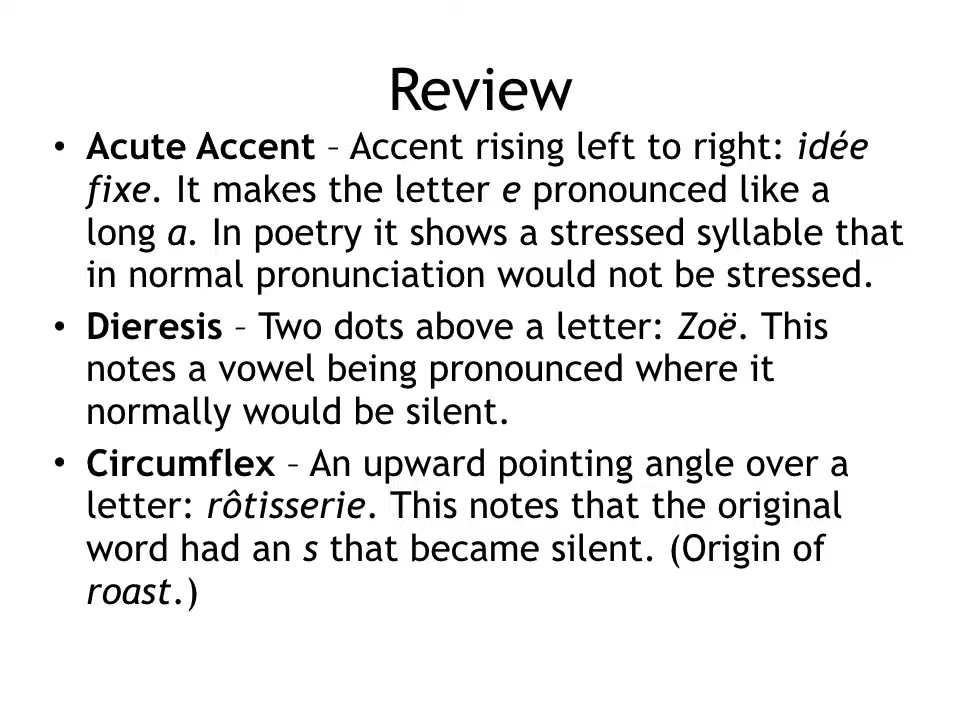 Review
• Acute Accent – Accent rising left to right: idée
fixe. It makes the letter e pronounced like a
long a. In poetry it shows a stressed syllable that
in normal pronunciation would not be stressed.
• Dieresis – Two dots above a letter: Zoë. This
notes a vowel being pronounced where it
normally would be silent.
• Circumflex – An upward pointing angle over a
letter: rôtisserie. This notes that the original
word had an s that became silent. (Origin of
roast.)